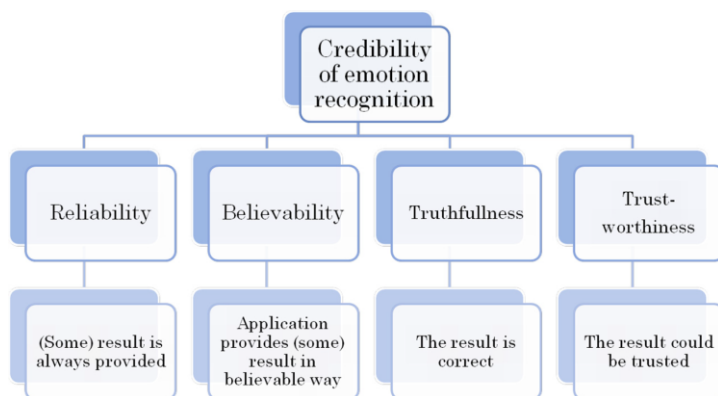 Credibility
of emotion
recognition
Reliability
Believability
Truthfullness
Trust-
worthiness
(Some) result is
always provided
Application
provides (some)
result in
believable way
The result is
correct
The result could
be trusted